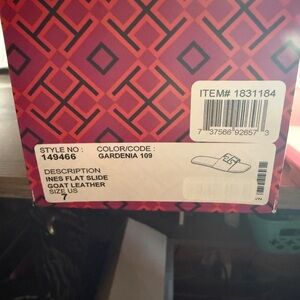 ITEM# 1831184
7 37566 92657 3
STYLE NO : COLOR/CODE :
149466 GARDENIA 109
DESCRIPTION
INES FLAT SLIDE
GOAT LEATHER
SIZE US
7